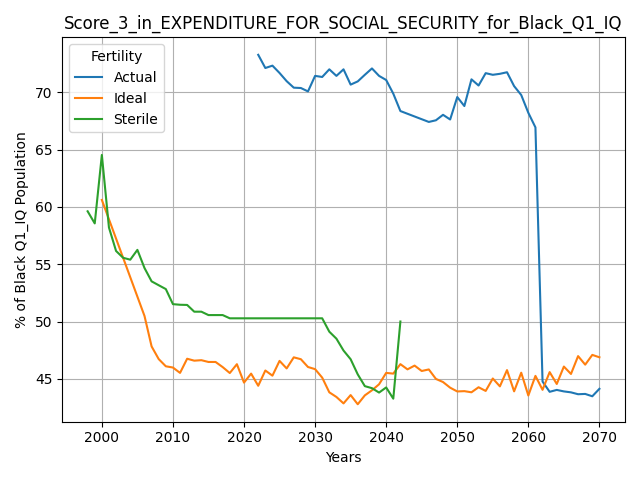 Score_3_in_EXPENDITURE_FOR_SOCIAL_SECURITY_for_Black_Q1_IQ
Fertility
Actual
Ideal
Sterile
% of Black Q1_IQ Population
70
65
60
55
50
45
2000
2010
2020
2030
2040
2050
2060
2070
Years